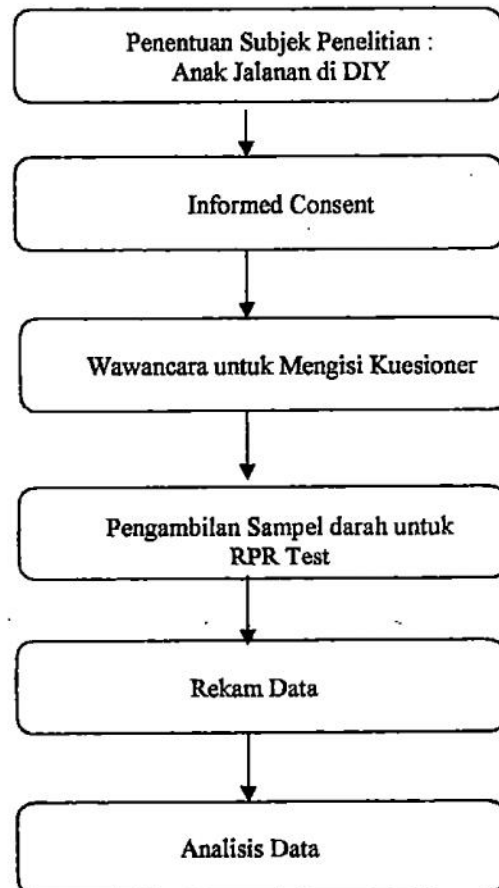 Penentuan Subjek Penelitian :
Anak Jalanan di DIY
Informed Consent
Wawancara untuk Mengisi Kuesioner
Pengambilan Sampel darah untuk
RPR Test
Rekam Data
Analisis Data